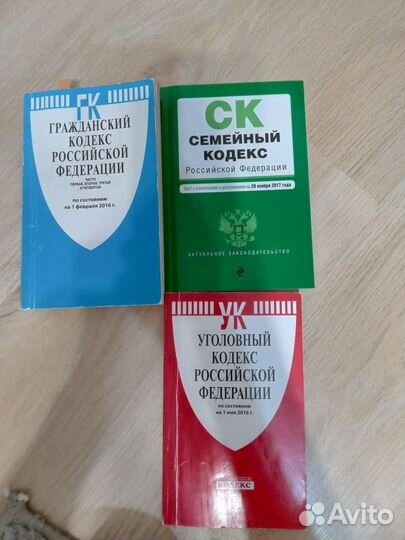 ГК
ГРАЖДАНСКИЙ
КОДЕКС
РОССИЙСКОЙ
ФЕДЕРАЦИИ
ЧАСТИ
ПЕРВАЯ, ВТОРАЯ, ТРЕТЬЯ
И ЧЕТВЕРТАЯ
по состоянию
на 1 февраля 2016 г.
СК
СЕМЕЙНЫЙ
КОДЕКС
Российской Федерации
Текст с изменениями и дополнениями на 20 ноября 2017 года
АКТУАЛЬНОЕ ЗАКОНОДАТЕЛЬСТВО
УК
УГОЛОВНЫЙ
КОДЕКС
РОССИЙСКОЙ
ФЕДЕРАЦИИ
по состоянию
на 1 мая 2016 г.
КОДЕКС
Avito